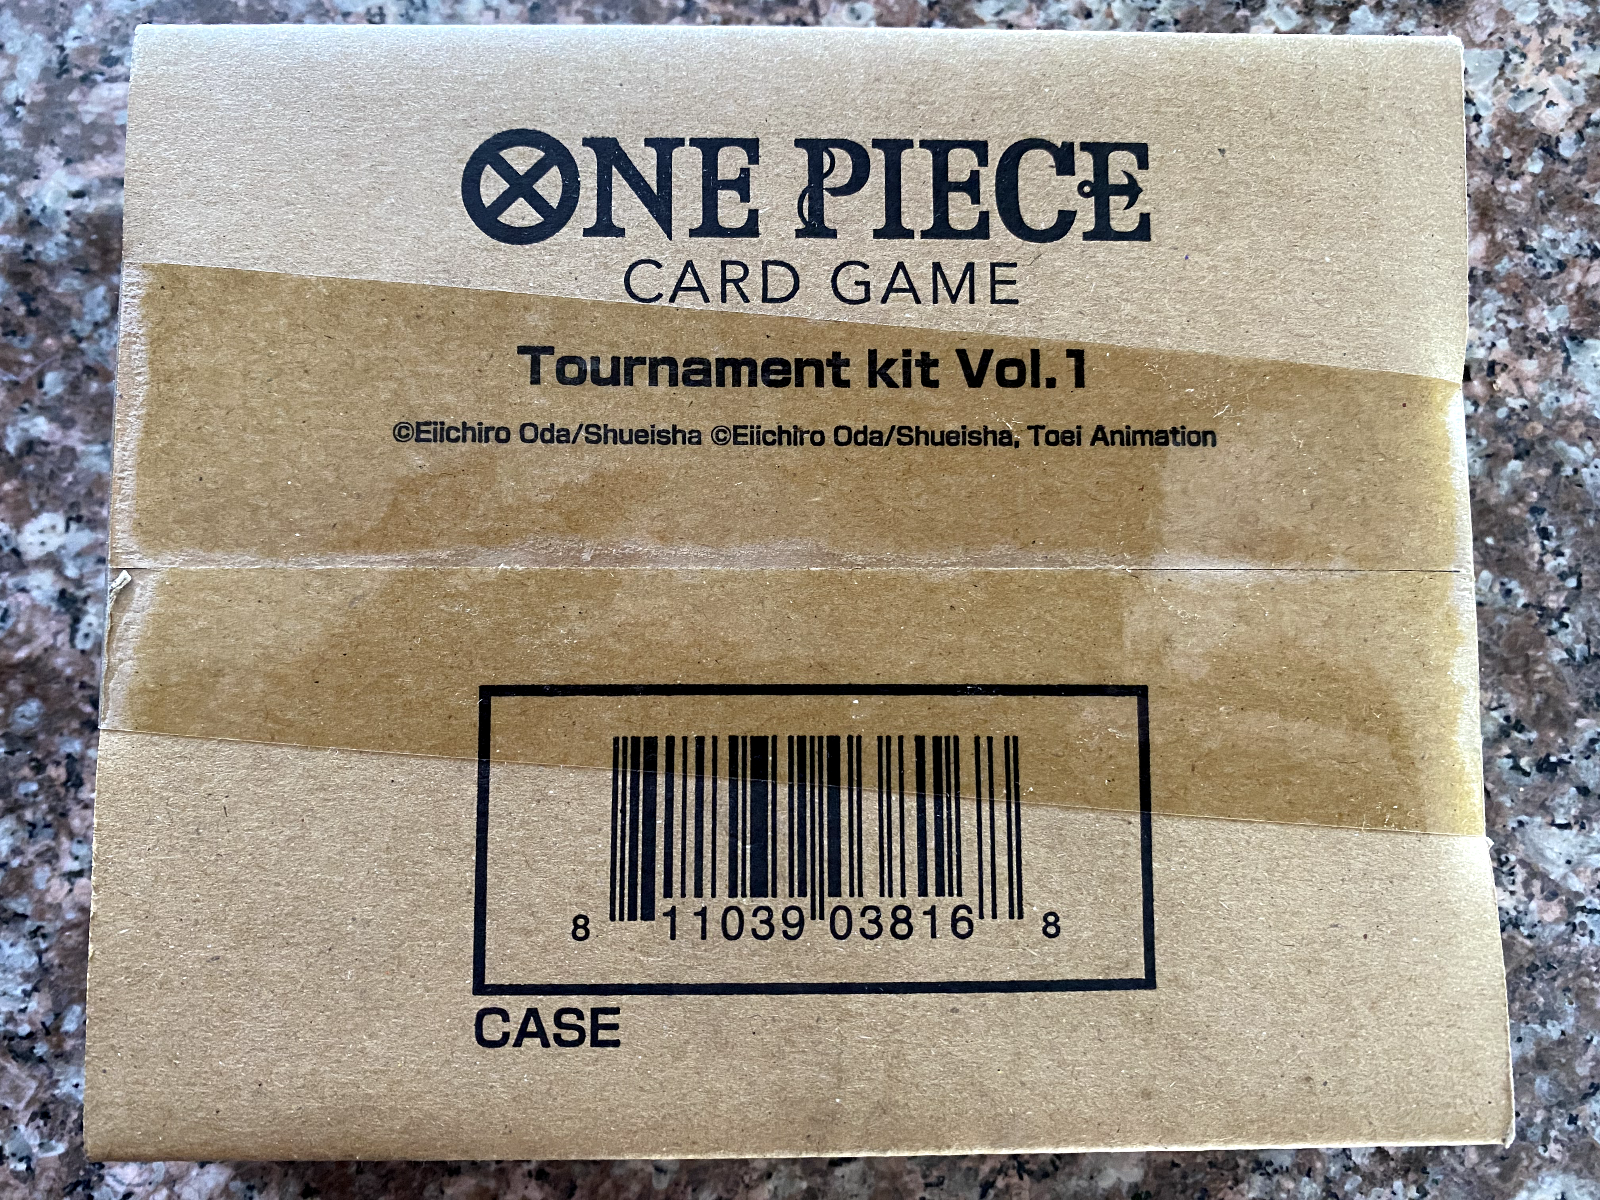 ONE PIECE
CARD GAME
Tournament kit Vol.1
©Eiichiro Oda/Shueisha ©Eiichiro Oda/Shueisha, Toei Animation
8 11039 03816 8
CASE